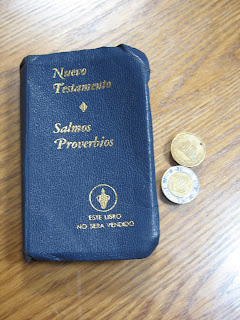 Nuevo
Testamento
Salmos
Proverbios
ESTE LIBRO
NO SERA VENDIDO